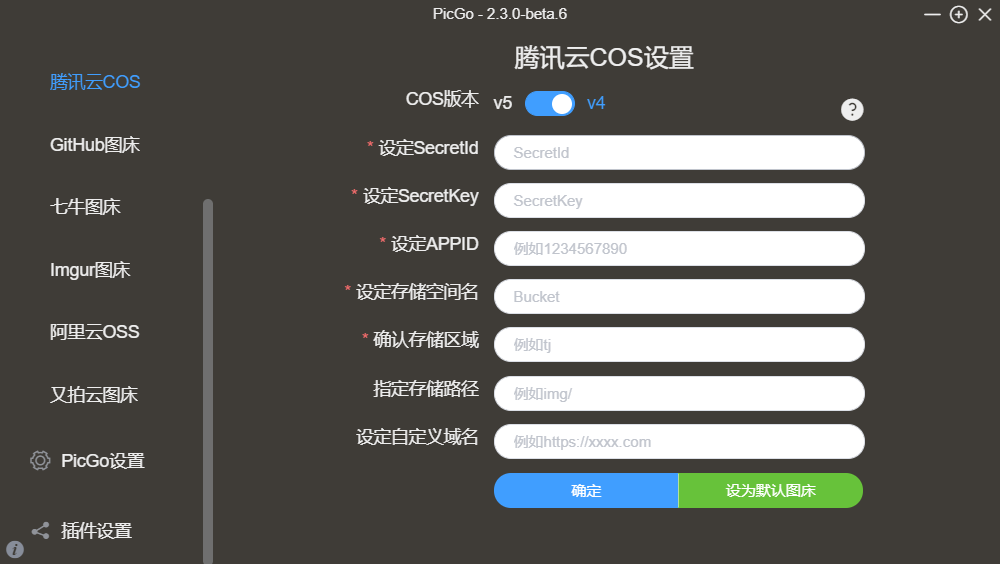 PicGo - 2.3.0-beta.6
腾讯云COS
GitHub图床
七牛图床
Imgur图床
阿里云OSS
又拍云图床
PicGo设置
插件设置
腾讯云COS设置
COS版本 v5 v4
?
* 设定SecretId SecretId
* 设定SecretKey SecretKey
* 设定APPID 例如1234567890
* 设定存储空间名 Bucket
* 确认存储区域 例如tj
指定存储路径 例如img/
设定自定义域名 例如https://xxxx.com
确定 设为默认图床